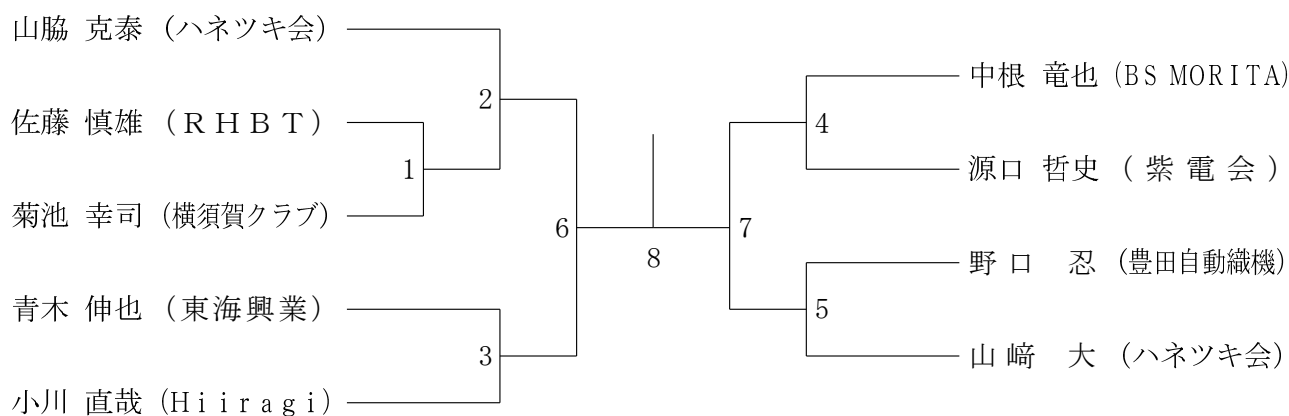 山脇 克泰 (ハネツキ会)
佐藤 慎雄 (ＲＨＢＴ)
菊池 幸司 (横須賀クラブ)
青木 伸也 (東海興業)
小川 直哉 (Hiiragi)
1
2
3
6
8
7
4
5
中根 竜也 (BS MORITA)
源口 哲史 (紫電会)
野口 忍 (豊田自動織機)
山﨑 大 (ハネツキ会)